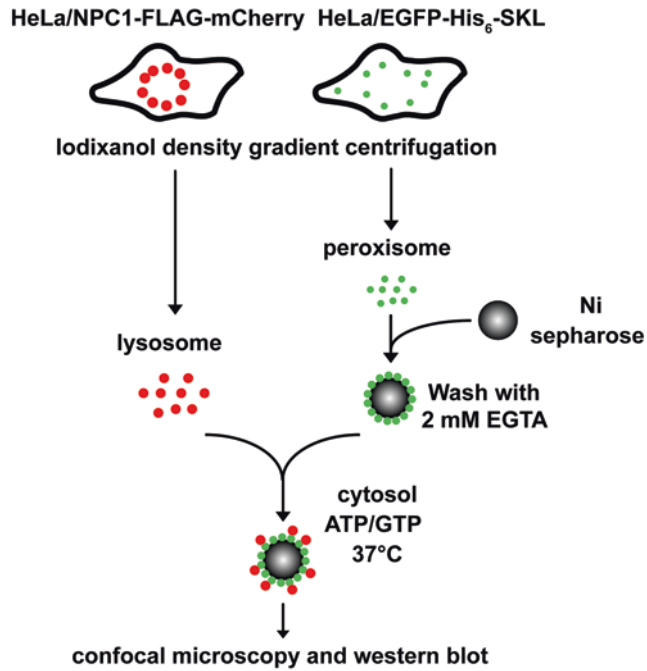 HeLa/NPC1-FLAG-mCherry HeLa/EGFP-His₆-SKL
Iodixanol density gradient centrifugation
peroxisome
Ni
sepharose
lysosome
Wash with
2 mM EGTA
cytosol
ATP/GTP
37°C
confocal microscopy and western blot